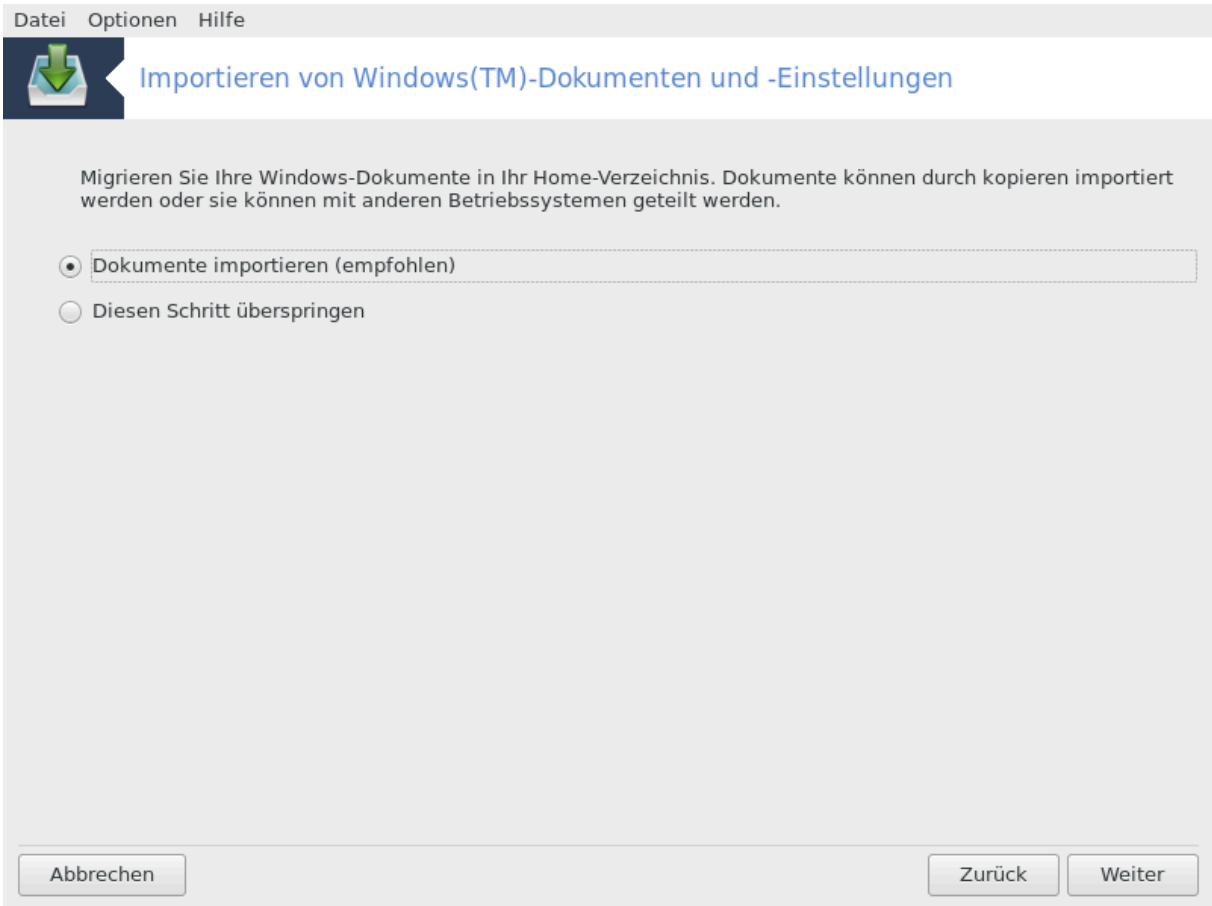 Datei Optionen Hilfe
Importieren von Windows(TM)-Dokumenten und -Einstellungen
Migrieren Sie Ihre Windows-Dokumente in Ihr Home-Verzeichnis. Dokumente können durch kopieren importiert
werden oder sie können mit anderen Betriebssystemen geteilt werden.
Dokumente importieren (empfohlen)
Diesen Schritt überspringen
Abbrechen Zurück Weiter